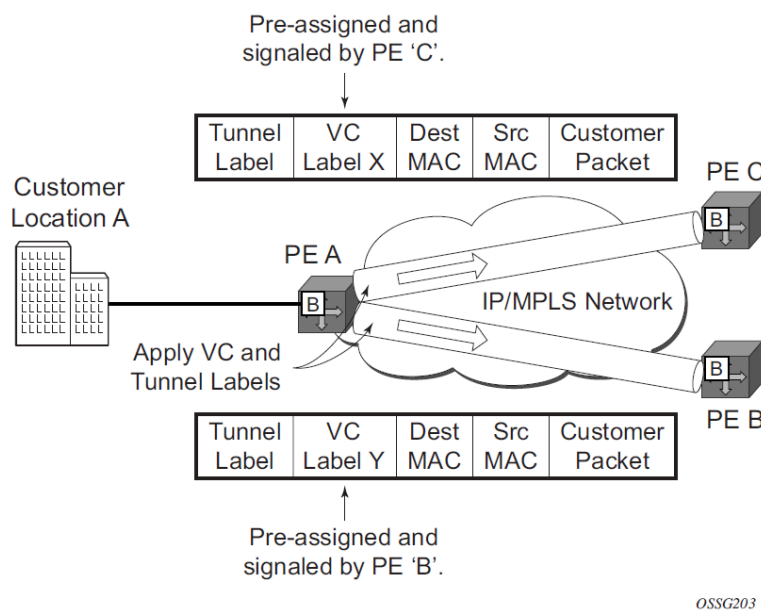 Pre-assigned and
signaled by PE ‘C’.
Tunnel
Label
VC
Label X
Dest
MAC
Src
MAC
Customer
Packet
PE C
Customer
Location A
B
PE A
B
IP/MPLS Network
Apply VC and
Tunnel Labels
B
PE B
Tunnel
Label
VC
Label Y
Dest
MAC
Src
MAC
Customer
Packet
Pre-assigned and
signaled by PE ‘B’.
OSSG203